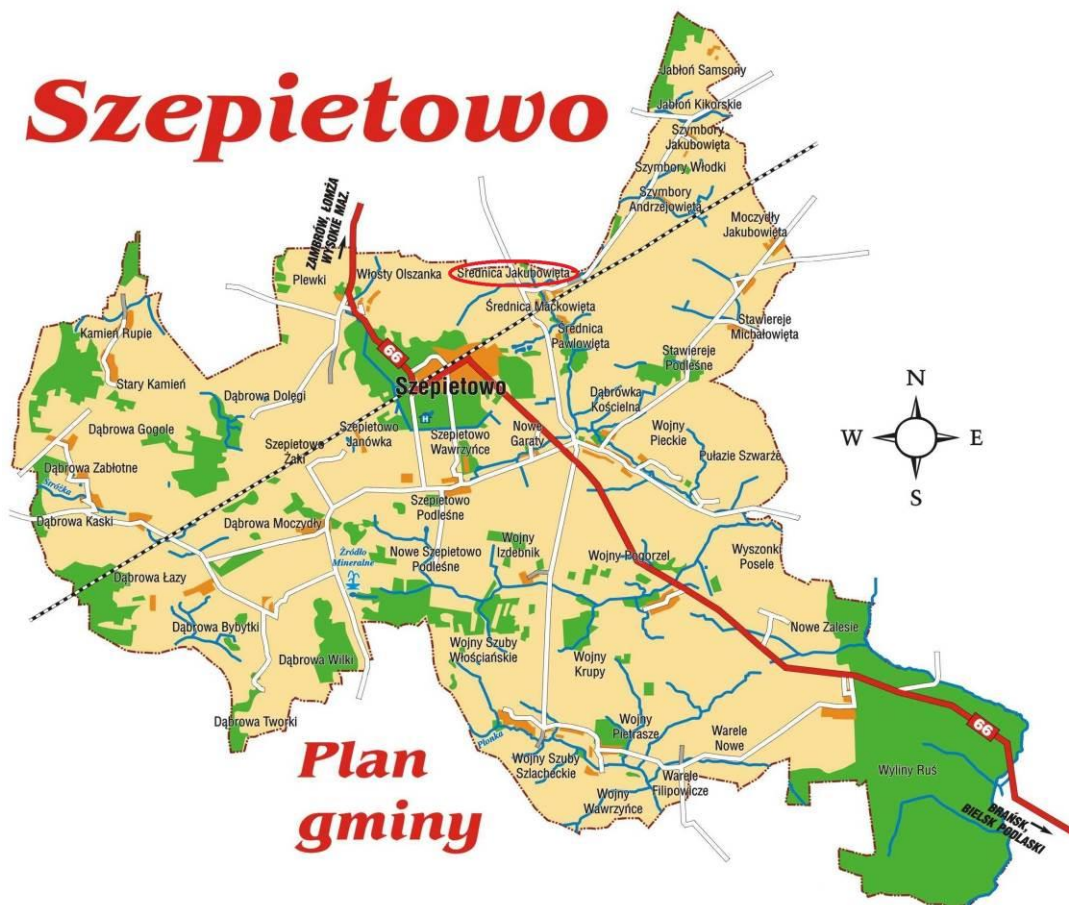 Szepietowo
Jabłoń Samsony
Jabłoń Kikorskie
Szymbory
Jakubowięta
Szymbory Włodki
Szymbory
Andrzejowięta
Moczydły
Jakubowięta
ZAMBRÓW, ŁOMŻA
WYSOKIE MAZ.
Plewki
Włosty Olszanka
Średnica Jakubowięta
Średnica Maćkowięta
Średnica
Pawłowięta
Stawiereje
Michałowięta
Stawiereje
Podleśne
Kamień Rupie
Stary Kamień
66
Szepietowo
H
Dąbrowa Dołęgi
Dąbrówka
Kościelna
Dąbrowa Gogole
Szepietowo
Żaki
Szepietowo
Janówka
Szepietowo
Wawrzyńce
Nowe
Garaty
Wojny
Pieckie
Pułazie Szwarże
N
W
E
S
Dąbrowa Zabłotne
Stróżka
Dąbrowa Kaski
Dąbrowa Moczydły
Szepietowo
Podleśne
Źródło
Mineralne
Nowe Szepietowo
Podleśne
Wojny
Izdebnik
Wojny Pogorzel
Wyszonki
Posele
Dąbrowa Łazy
Dąbrowa Bybytki
Dąbrowa Wilki
Wojny Szuby
Włościańskie
Wojny
Krupy
Nowe Zalesie
Dąbrowa Tworki
Płonka
Wojny
Pietrasze
Warele
Nowe
66
Wojny Szuby
Szlacheckie
Wojny
Wawrzyńce
Warele
Filipowicze
Wyliny Ruś
BRAŃSK,
BIELSK PODLASKI
Plan
gminy